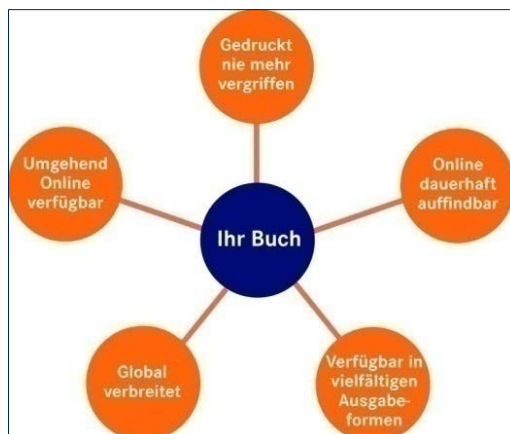 Gedruckt
nie mehr
vergriffen
Umgehend
Online
verfügbar
Online
dauerhaft
auffindbar
Ihr Buch
Global
verbreitet
Verfügbar in
vielfältigen
Ausgabe-
formen